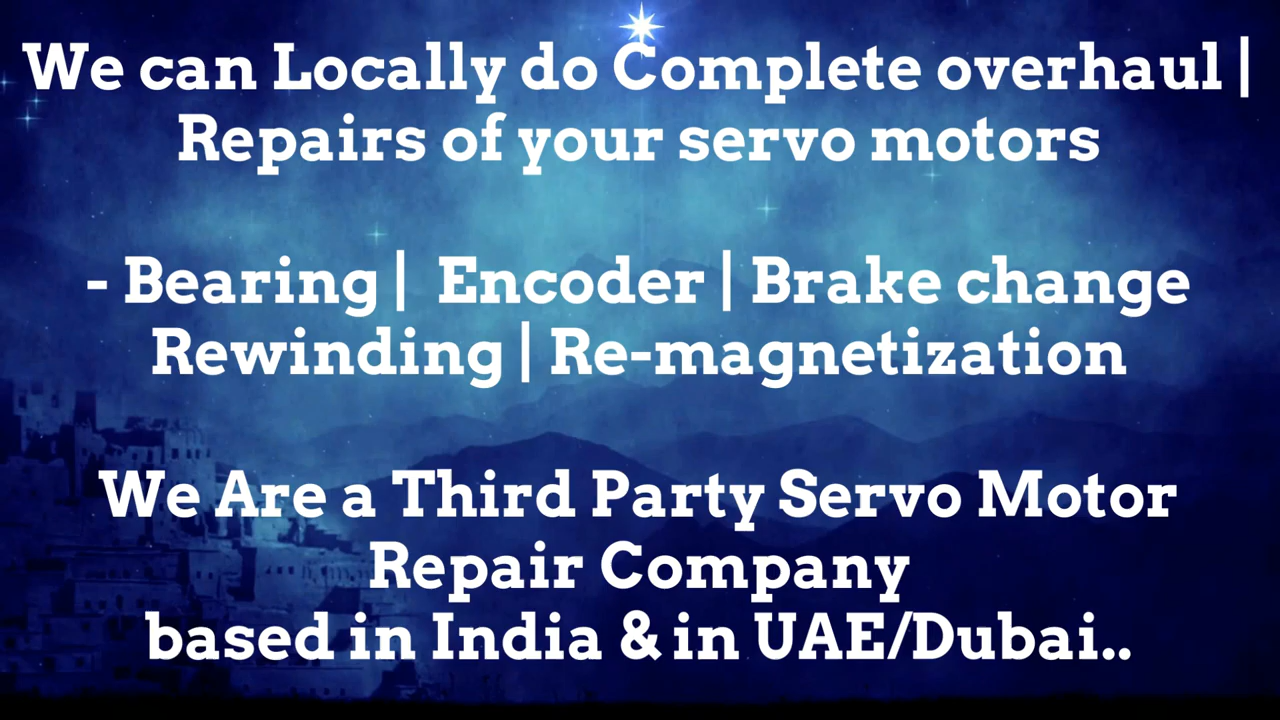 We can Locally do Complete overhaul |
Repairs of your servo motors
- Bearing | Encoder | Brake change
Rewinding | Re-magnetization
We Are a Third Party Servo Motor
Repair Company
based in India & in UAE/Dubai..